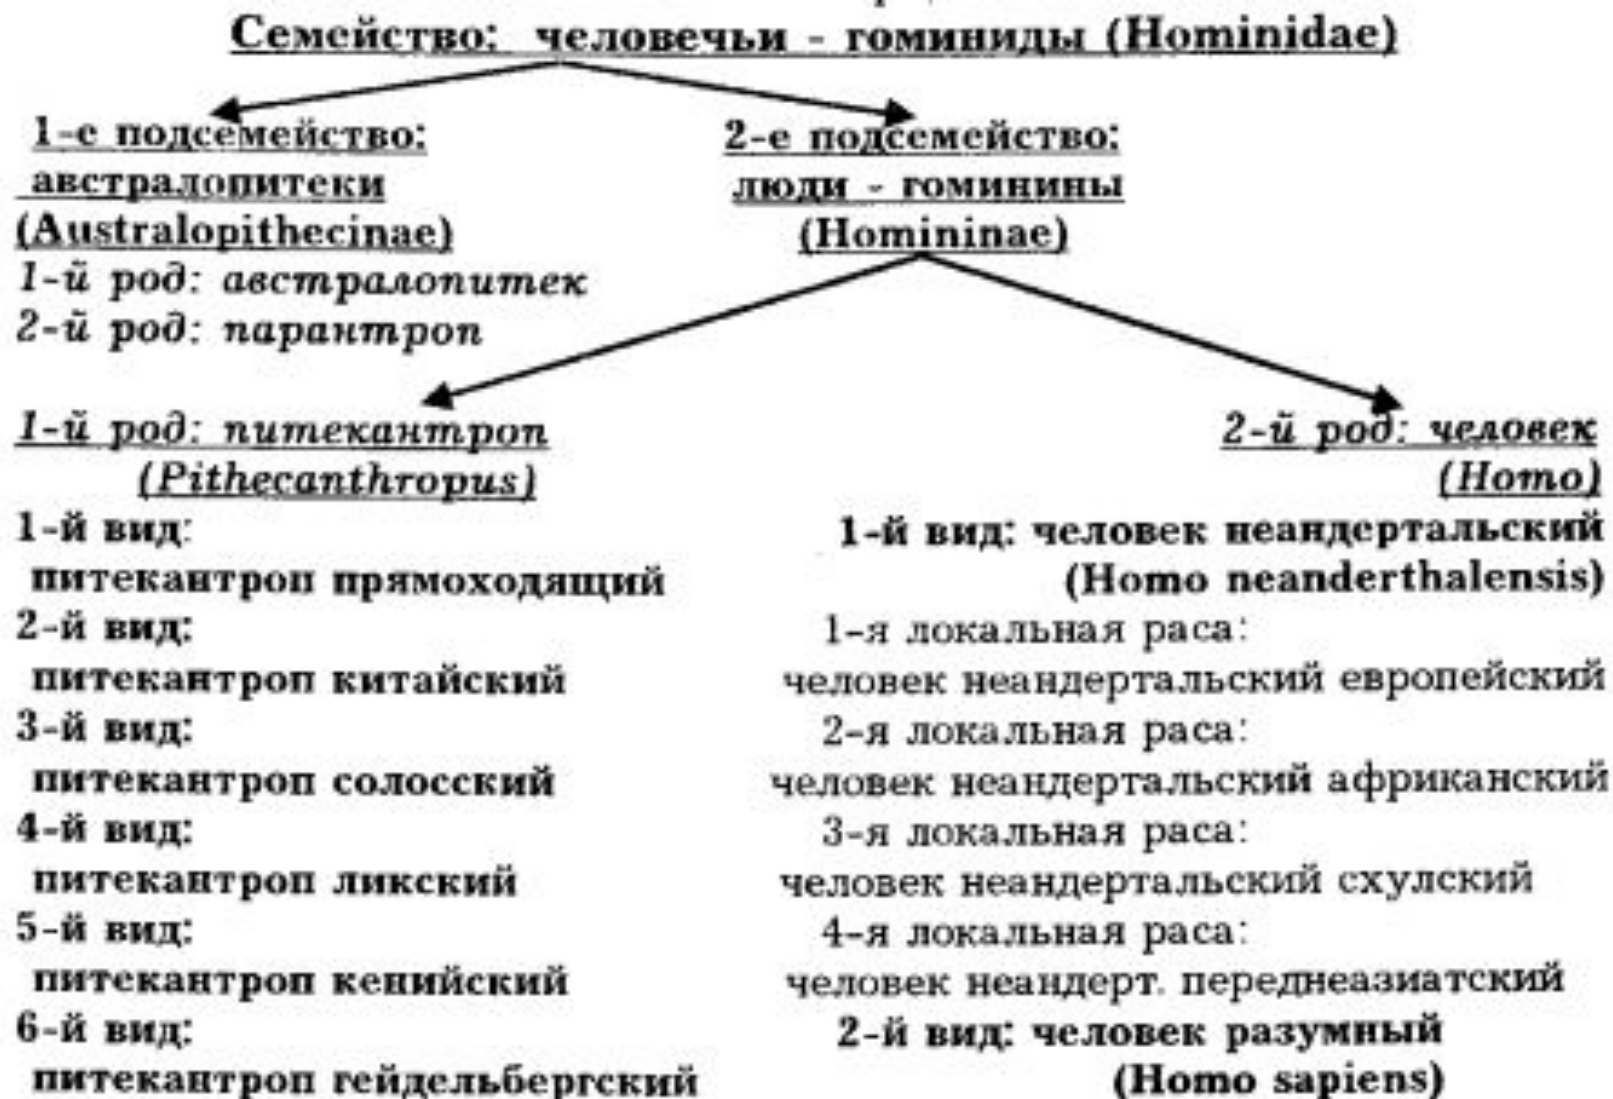 Семейство: человечьи - гоминиды (Hominidae)
1-е подсемейство:
австралопитеки
(Australopithecinae)
1-й род: австралопитек
2-й род: парантроп
2-е подсемейство:
люди - гоминины
(Homininae)
1-й род: питекантроп
(Pithecanthropus)
1-й вид:
питекантроп прямоходящий
2-й вид:
питекантроп китайский
3-й вид:
питекантроп солосский
4-й вид:
питекантроп ликский
5-й вид:
питекантроп кенийский
6-й вид:
питекантроп гейдельбергский
2-й род: человек
(Homo)
1-й вид: человек неандертальский
(Homo neanderthalensis)
1-я локальная раса:
человек неандертальский европейский
2-я локальная раса:
человек неандертальский африканский
3-я локальная раса:
человек неандертальский схулский
4-я локальная раса:
человек неандерт. переднеазиатский
2-й вид: человек разумный
(Homo sapiens)